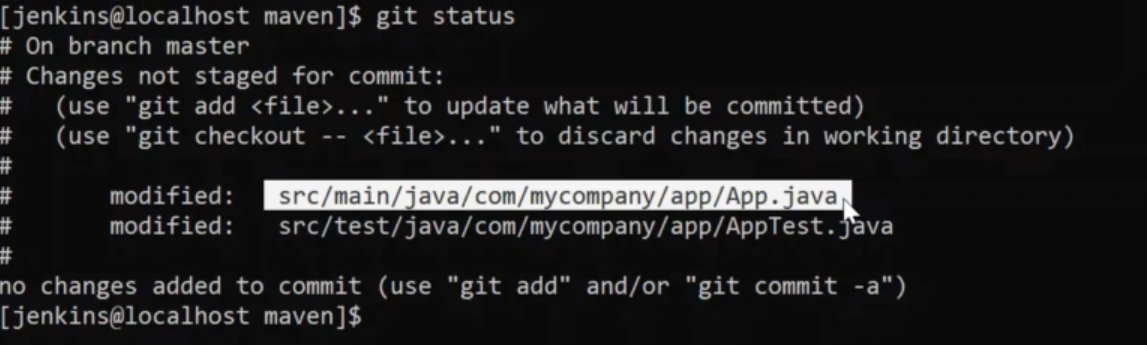 [jenkins@localhost maven]$ git status
# On branch master
# Changes not staged for commit:
#   (use "git add <file>..." to update what will be committed)
#   (use "git checkout -- <file>..." to discard changes in working directory)
#
#       modified:   src/main/java/com/mycompany/app/App.java
#       modified:   src/test/java/com/mycompany/app/AppTest.java
#
no changes added to commit (use "git add" and/or "git commit -a")
[jenkins@localhost maven]$